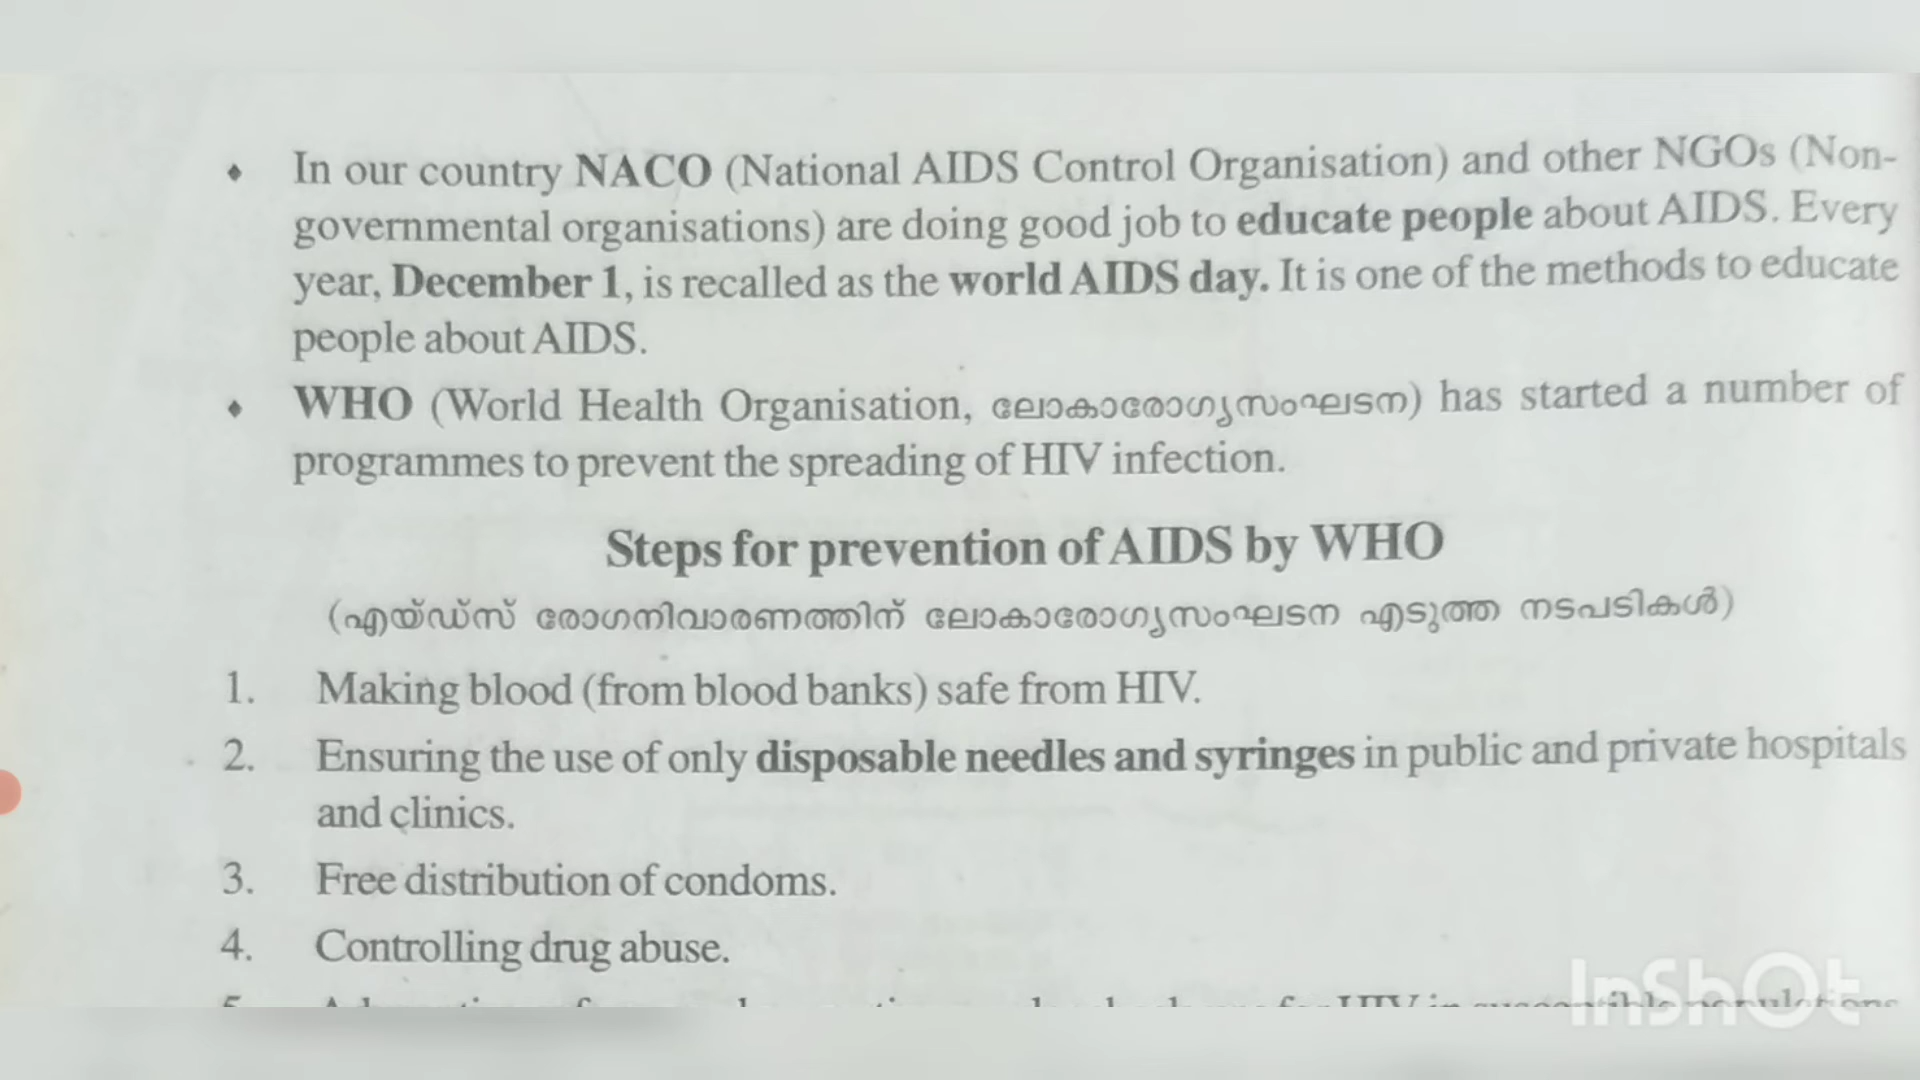 ♦ In our country NACO (National AIDS Control Organisation) and other NGOs (Non-
governmental organisations) are doing good job to educate people about AIDS. Every
year, December 1, is recalled as the world AIDS day. It is one of the methods to educate
people about AIDS.
♦ WHO (World Health Organisation, ലോകാരോഗ്യസംഘടന) has started a number of
programmes to prevent the spreading of HIV infection.
Steps for prevention of AIDS by WHO
(എയ്ഡ്സ് രോഗനിവാരണത്തിന് ലോകാരോഗ്യസംഘടന എടുത്ത നടപടികൾ)
1. Making blood (from blood banks) safe from HIV.
2. Ensuring the use of only disposable needles and syringes in public and private hospitals
and clinics.
3. Free distribution of condoms.
4. Controlling drug abuse.
for HIV in susceptible populations
InShOt